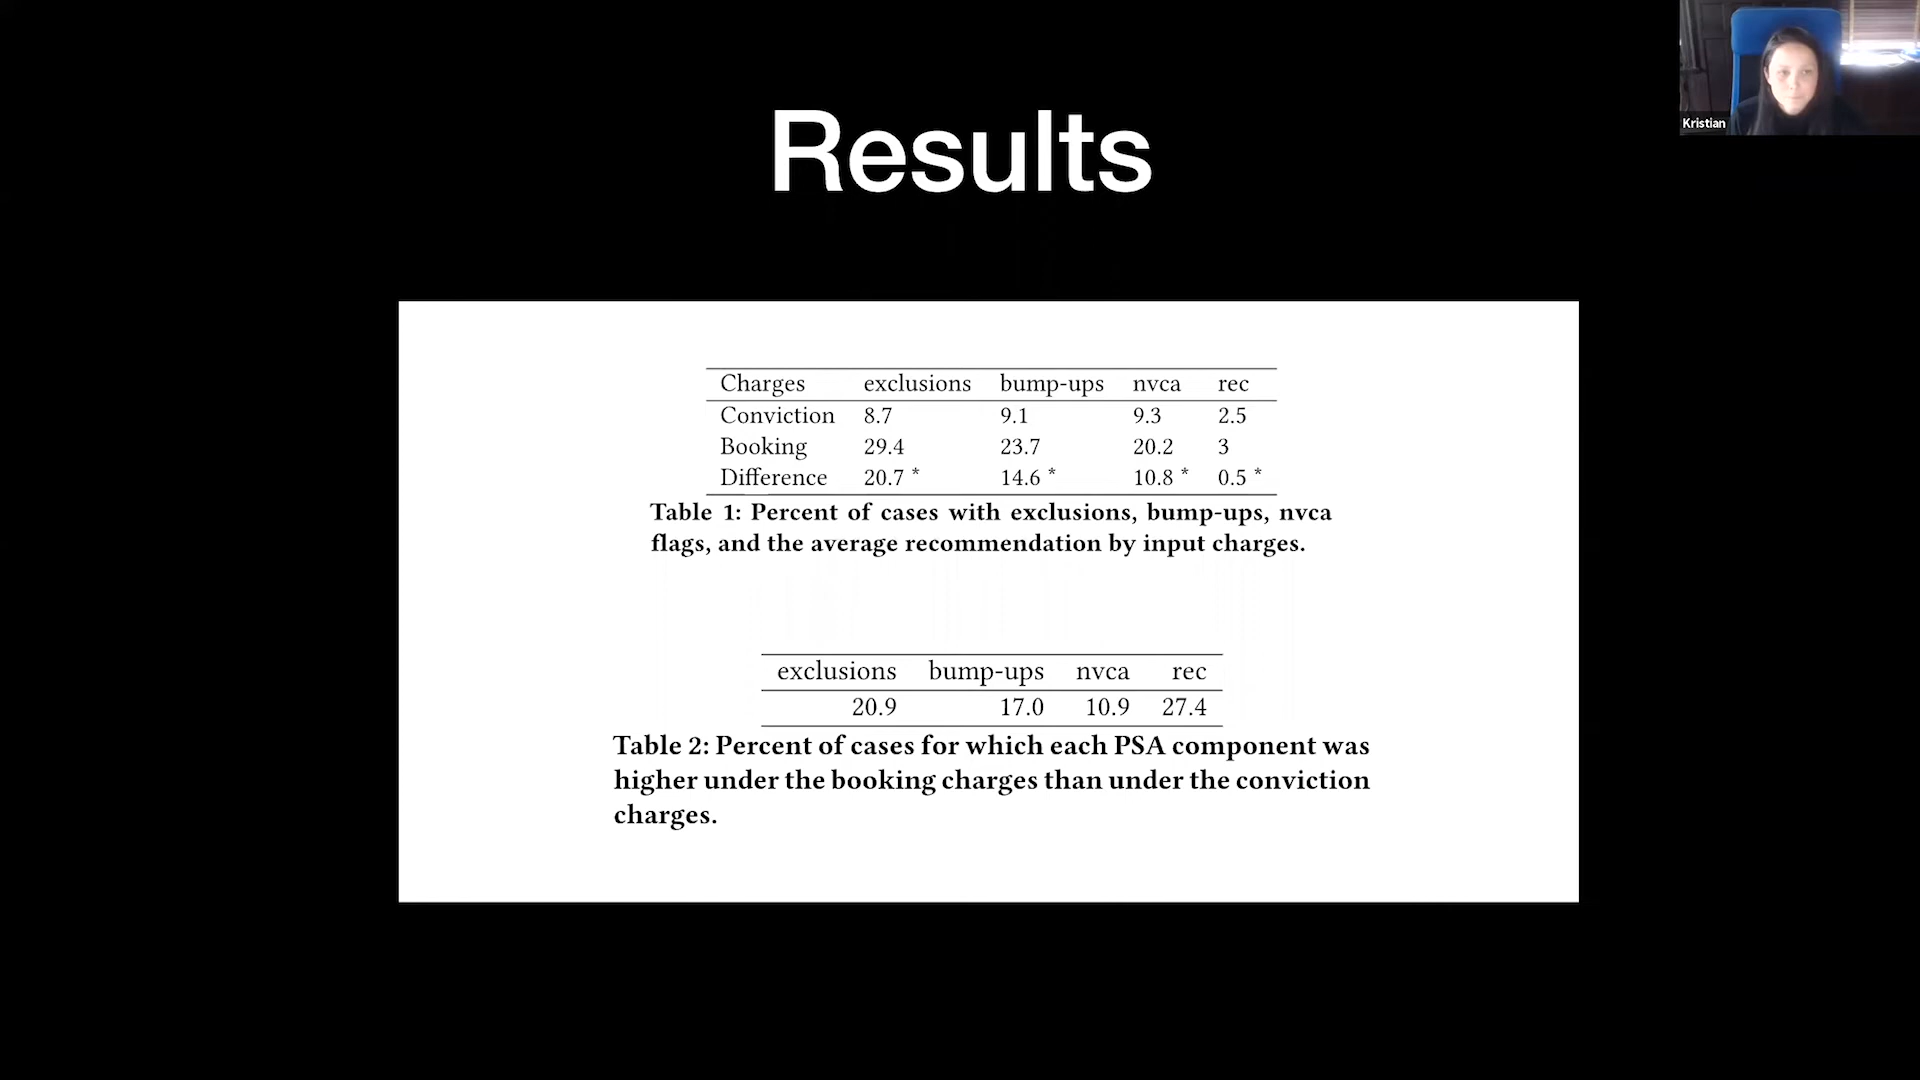 Kristian
Results
Charges exclusions bump-ups nvca rec
Conviction 8.7 9.1 9.3 2.5
Booking 29.4 23.7 20.2 3
Difference 20.7 * 14.6 * 10.8 * 0.5 *
Table 1: Percent of cases with exclusions, bump-ups, nvca
flags, and the average recommendation by input charges.
exclusions bump-ups nvca rec
20.9 17.0 10.9 27.4
Table 2: Percent of cases for which each PSA component was
higher under the booking charges than under the conviction
charges.